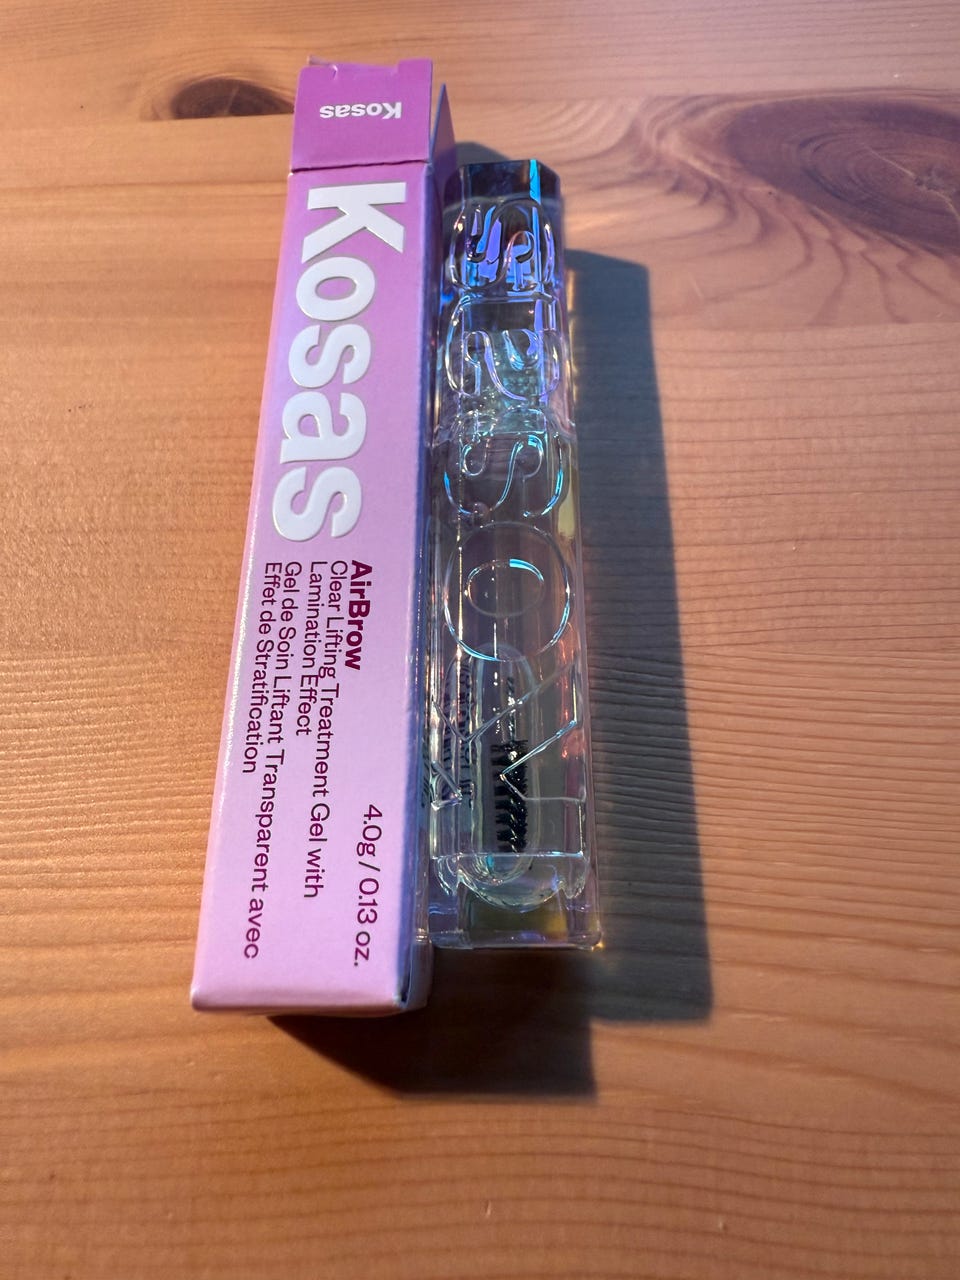 Kosas
Kosas
AirBrow
Clear Lifting Treatment Gel with
Lamination Effect
Gel de Soin Liftant Transparent avec
Effet de Stratification
4.0g / 0.13 oz.
KOSAS